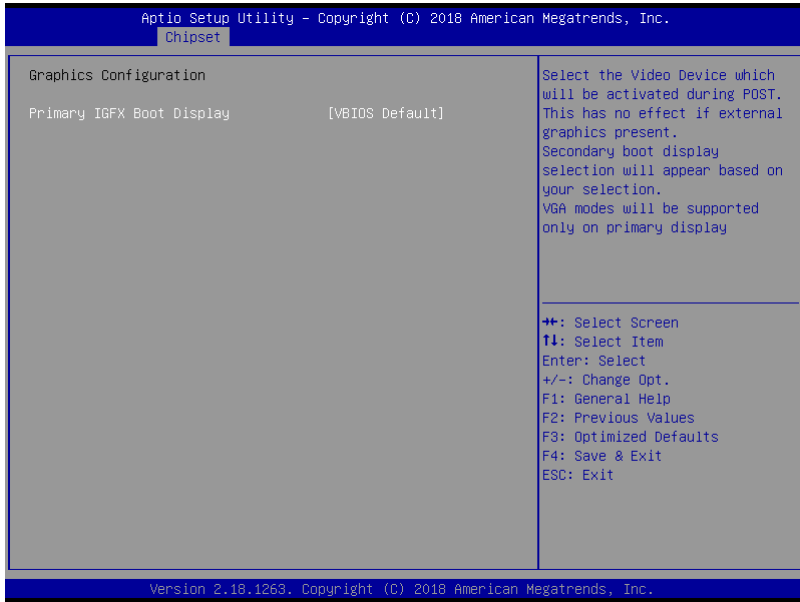 Aptio Setup Utility – Copyright (C) 2018 American Megatrends, Inc.
Chipset
Graphics Configuration
Primary IGFX Boot Display [VBIOS Default]
Select the Video Device which
will be activated during POST.
This has no effect if external
graphics present.
Secondary boot display
selection will appear based on
your selection.
VGA modes will be supported
only on primary display
→←: Select Screen
↑↓: Select Item
Enter: Select
+/-: Change Opt.
F1: General Help
F2: Previous Values
F3: Optimized Defaults
F4: Save & Exit
ESC: Exit
Version 2.18.1263. Copyright (C) 2018 American Megatrends, Inc.